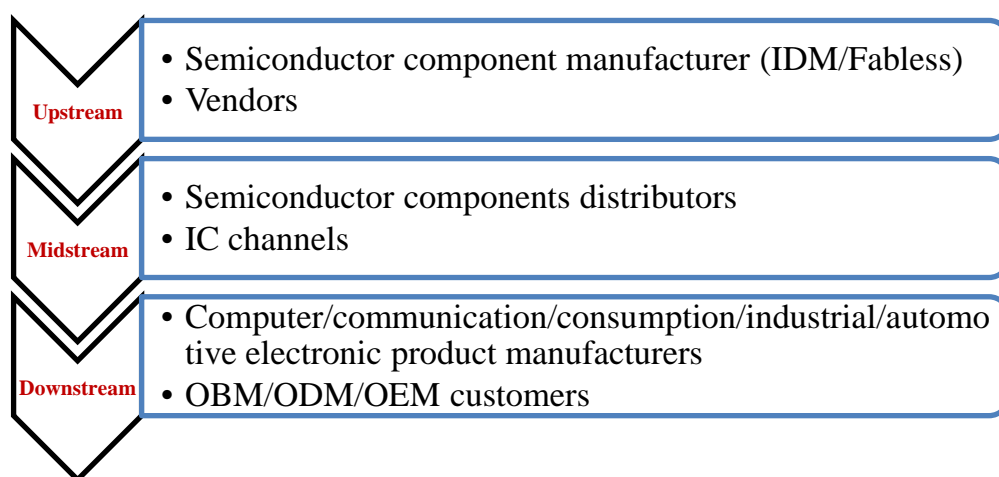 Upstream
• Semiconductor component manufacturer (IDM/Fabless)
• Vendors
Midstream
• Semiconductor components distributors
• IC channels
Downstream
• Computer/communication/consumption/industrial/automo
tive electronic product manufacturers
• OBM/ODM/OEM customers